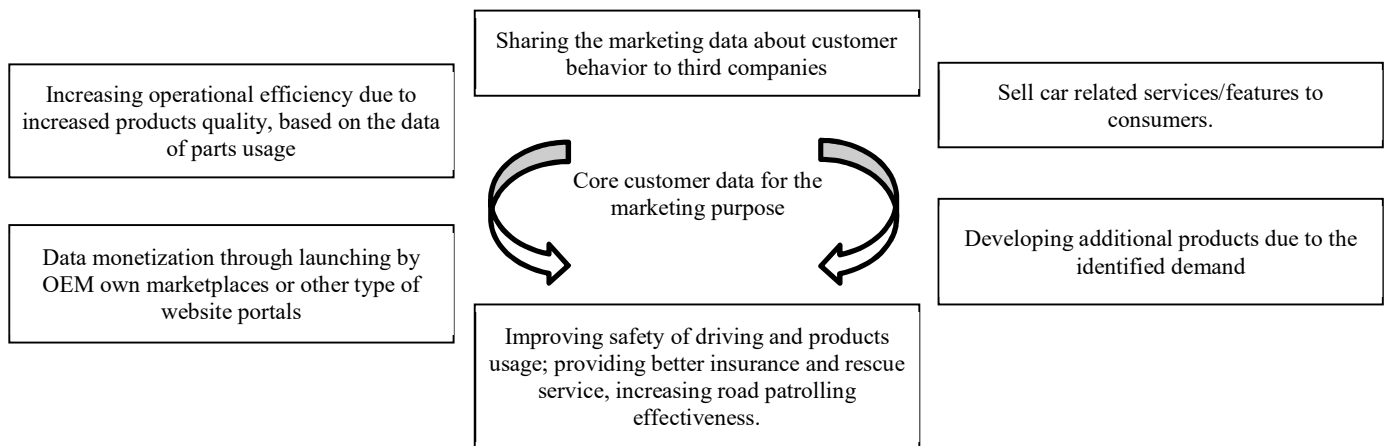 Sharing the marketing data about customer
behavior to third companies
Increasing operational efficiency due to
increased products quality, based on the data
of parts usage
Sell car related services/features to
consumers.
Core customer data for the
marketing purpose
Data monetization through launching by
OEM own marketplaces or other type of
website portals
Developing additional products due to the
identified demand
Improving safety of driving and products
usage; providing better insurance and rescue
service, increasing road patrolling
effectiveness.